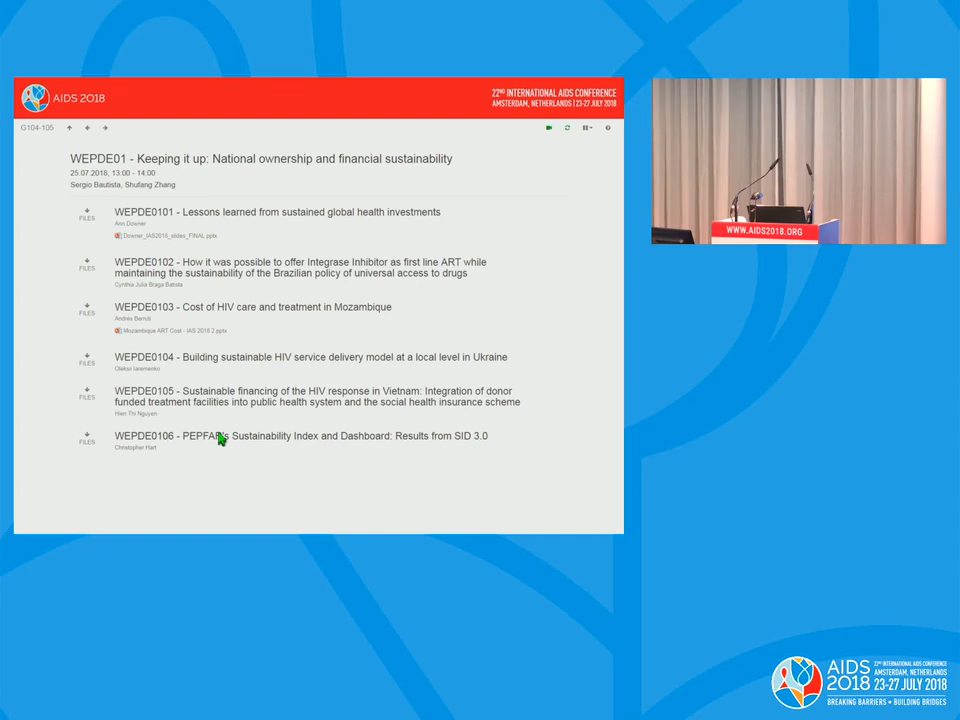 AIDS 2018
22ND INTERNATIONAL AIDS CONFERENCE
AMSTERDAM, NETHERLANDS | 23-27 JULY 2018
G104-105
WEPDE01 - Keeping it up: National ownership and financial sustainability
25.07.2018, 13:00 - 14:00
Sergio Bautista, Shufang Zhang
FILES
WEPDE0101 - Lessons learned from sustained global health investments
Ann Downer
Downer_IAS2018_slides_FINAL.pptx
FILES
WEPDE0102 - How it was possible to offer Integrase Inhibitor as first line ART while
maintaining the sustainability of the Brazilian policy of universal access to drugs
Cynthia Julia Braga Batista
FILES
WEPDE0103 - Cost of HIV care and treatment in Mozambique
Andrés Berruti
Mozambique ART Cost - IAS 2018 2.pptx
FILES
WEPDE0104 - Building sustainable HIV service delivery model at a local level in Ukraine
Oleksii Iaremenko
FILES
WEPDE0105 - Sustainable financing of the HIV response in Vietnam: Integration of donor
funded treatment facilities into public health system and the social health insurance scheme
Hien Thi Nguyen
FILES
WEPDE0106 - PEPFAR's Sustainability Index and Dashboard: Results from SID 3.0
Christopher Hart
WWW.AIDS2018.ORG
AIDS
2018
22ND INTERNATIONAL AIDS CONFERENCE
AMSTERDAM, NETHERLANDS
23-27 JULY 2018
BREAKING BARRIERS • BUILDING BRIDGES